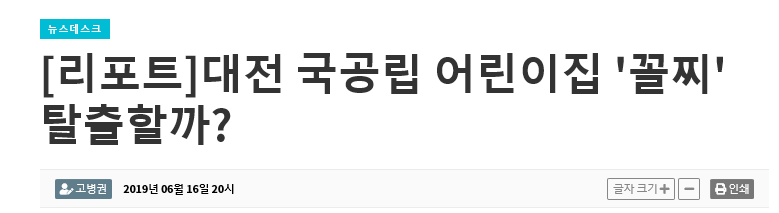 뉴스데스크
[리포트]대전 국공립 어린이집 '꼴찌'
탈출할까?
고병권 2019년 06월 16일 20시 글자 크기 인쇄